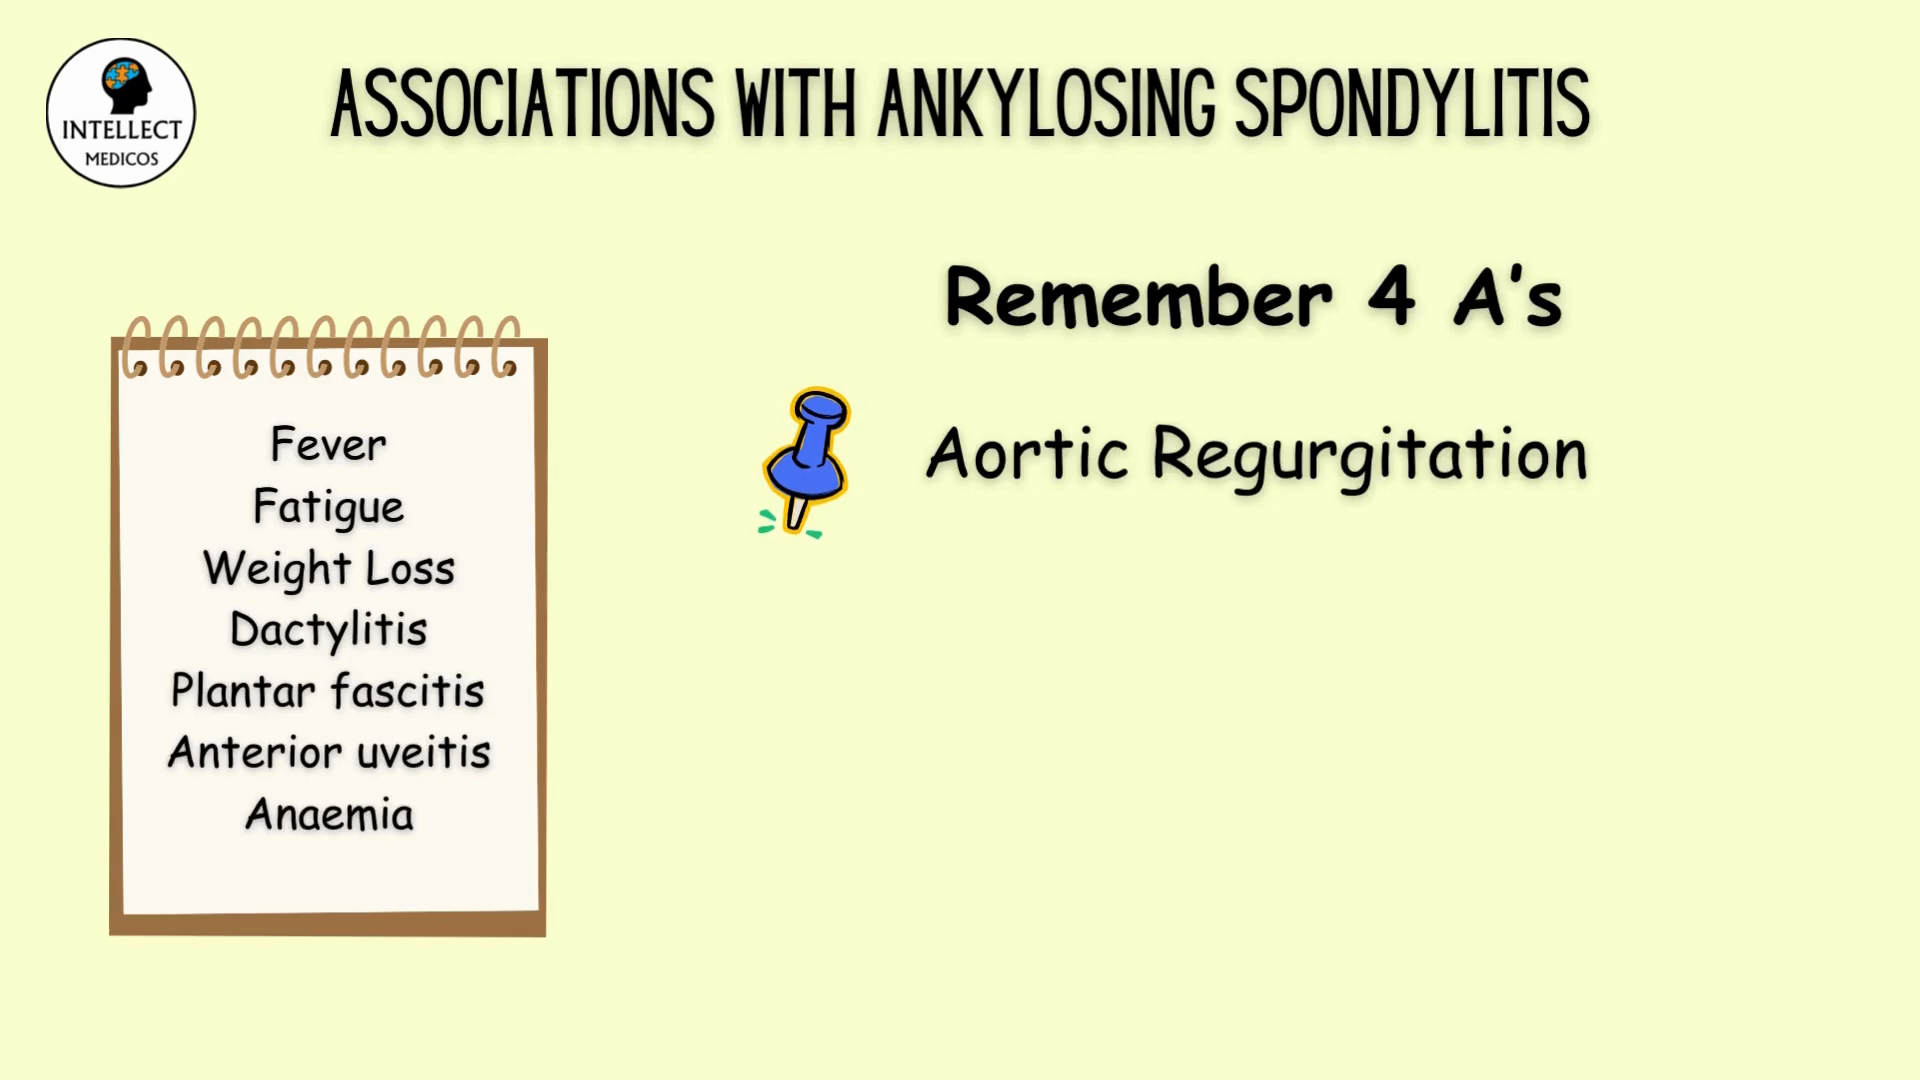 INTELLECT
MEDICOS
ASSOCIATIONS WITH ANKYLOSING SPONDYLITIS
Fever
Fatigue
Weight Loss
Dactylitis
Plantar fascitis
Anterior uveitis
Anaemia
Remember 4 A's
Aortic Regurgitation